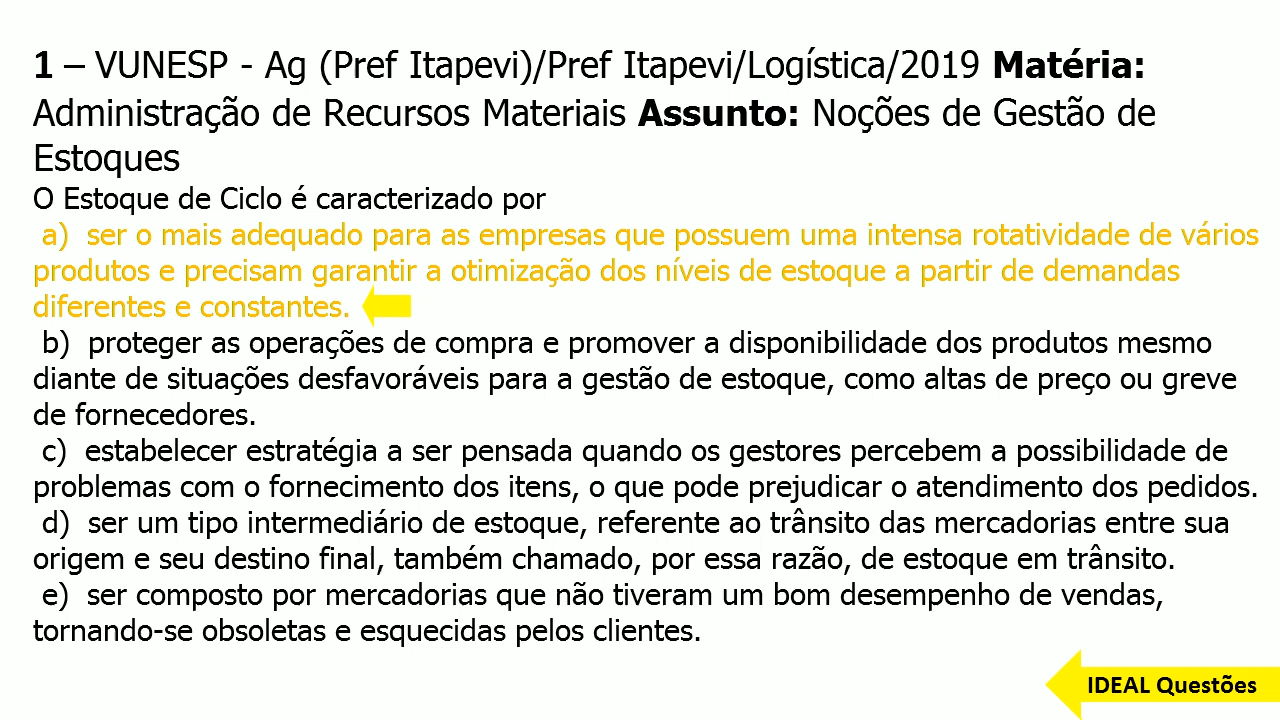 1 – VUNESP - Ag (Pref Itapevi)/Pref Itapevi/Logística/2019 Matéria:
Administração de Recursos Materiais Assunto: Noções de Gestão de
Estoques
O Estoque de Ciclo é caracterizado por
a) ser o mais adequado para as empresas que possuem uma intensa rotatividade de vários
produtos e precisam garantir a otimização dos níveis de estoque a partir de demandas
diferentes e constantes.
b) proteger as operações de compra e promover a disponibilidade dos produtos mesmo
diante de situações desfavoráveis para a gestão de estoque, como altas de preço ou greve
de fornecedores.
c) estabelecer estratégia a ser pensada quando os gestores percebem a possibilidade de
problemas com o fornecimento dos itens, o que pode prejudicar o atendimento dos pedidos.
d) ser um tipo intermediário de estoque, referente ao trânsito das mercadorias entre sua
origem e seu destino final, também chamado, por essa razão, de estoque em trânsito.
e) ser composto por mercadorias que não tiveram um bom desempenho de vendas,
tornando-se obsoletas e esquecidas pelos clientes.
IDEAL Questões